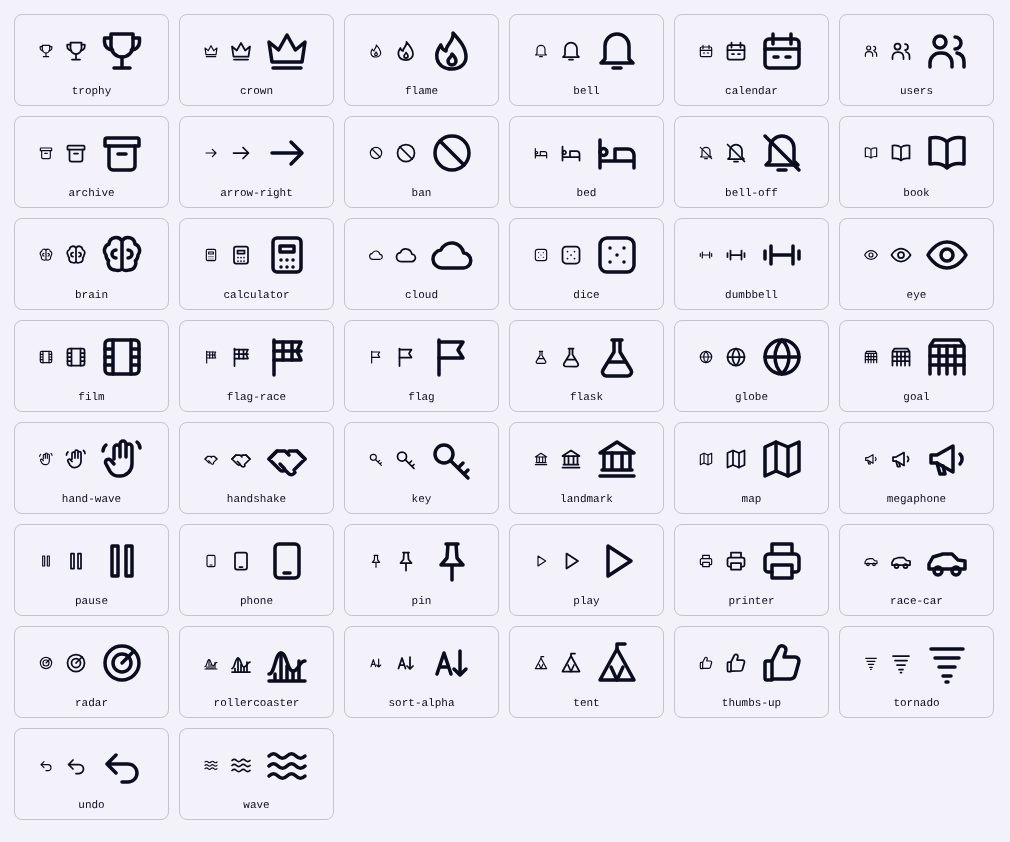 trophy
crown
flame
bell
calendar
users
archive
arrow-right
ban
bed
bell-off
book
brain
calculator
cloud
dice
dumbbell
eye
film
flag-race
flag
flask
globe
goal
hand-wave
handshake
key
landmark
map
megaphone
pause
phone
pin
play
printer
race-car
radar
rollercoaster
sort-alpha
tent
thumbs-up
tornado
undo
wave